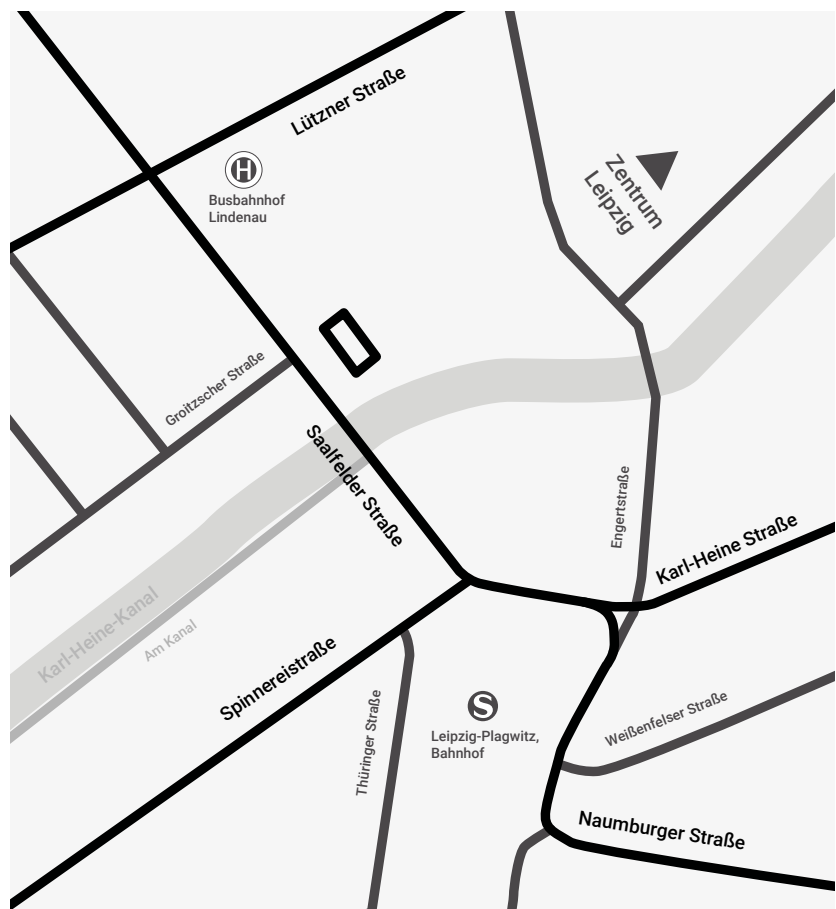 Lützner Straße
H
Busbahnhof
Lindenau
Zentrum
Leipzig
Groitzscher Straße
Saalfelder Straße
Engertstraße
Karl-Heine Straße
Karl-Heine-Kanal
Am Kanal
Spinnereistraße
Thüringer Straße
S
Leipzig-Plagwitz,
Bahnhof
Weißenfelser Straße
Naumburger Straße